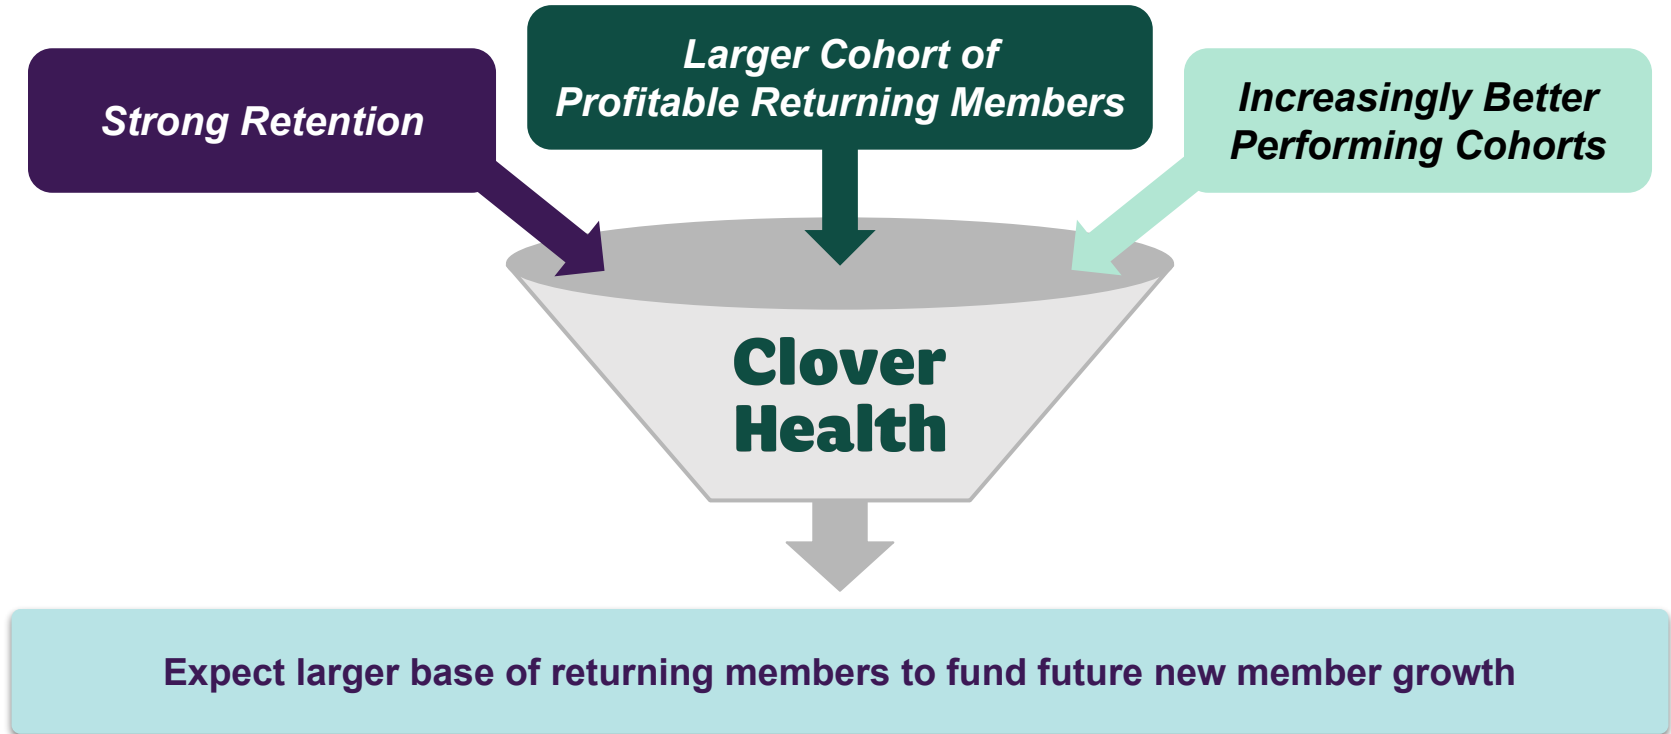 Strong Retention
Larger Cohort of
Profitable Returning Members
Increasingly Better
Performing Cohorts
Clover
Health
Expect larger base of returning members to fund future new member growth